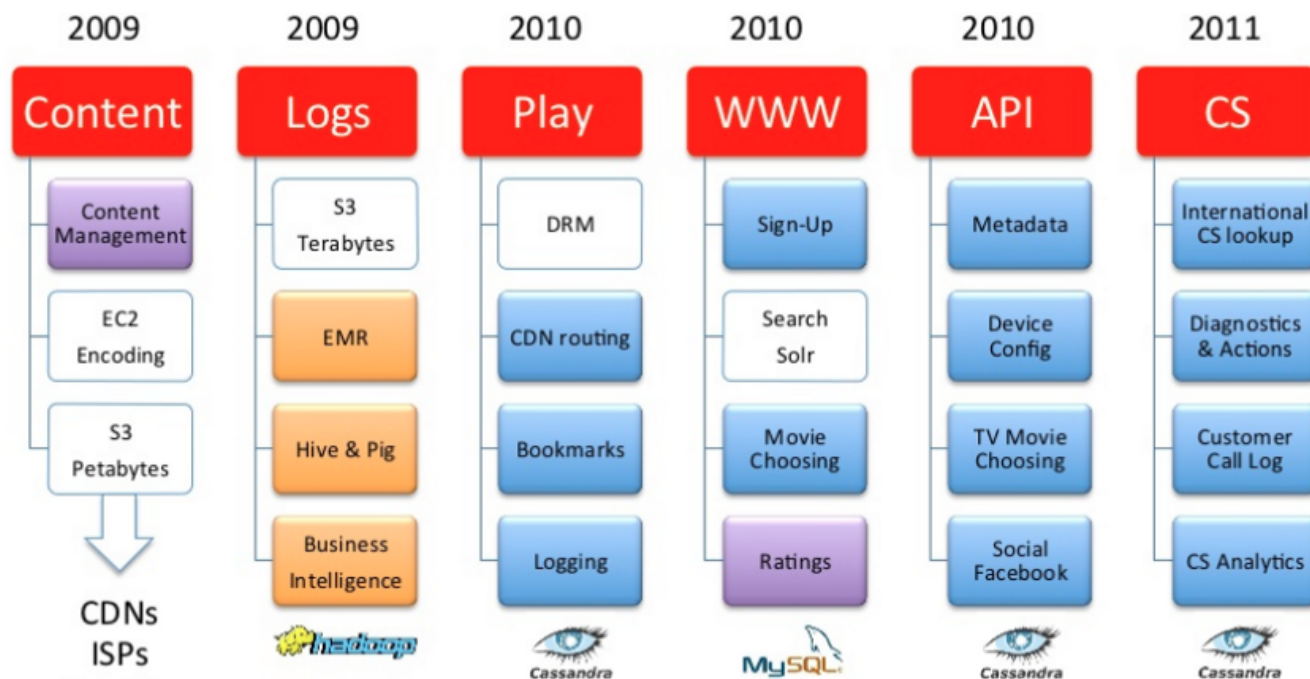 2009
2009
2010
2010
2010
2011
Content
Logs
Play
WWW
API
CS
Content
Management
EC2
Encoding
S3
Petabytes
CDNs
ISPs
S3
Terabytes
EMR
Hive & Pig
Business
Intelligence
hadoop
DRM
CDN routing
Bookmarks
Logging
Cassandra
Sign-Up
Search
Solr
Movie
Choosing
Ratings
MySQL
Metadata
Device
Config
TV Movie
Choosing
Social
Facebook
Cassandra
International
CS lookup
Diagnostics
& Actions
Customer
Call Log
CS Analytics
Cassandra